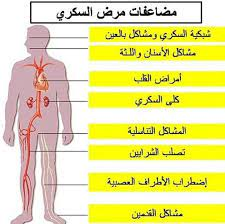 مضاعفات مرض السكري
شبكية السكري ومشاكل بالعين
مشاكل الأسنان واللثة
أمراض القلب
كلى السكري
المشاكل التناسلية
تصلب الشرايين
إضطراب الأطراف العصبية
مشاكل القدمين